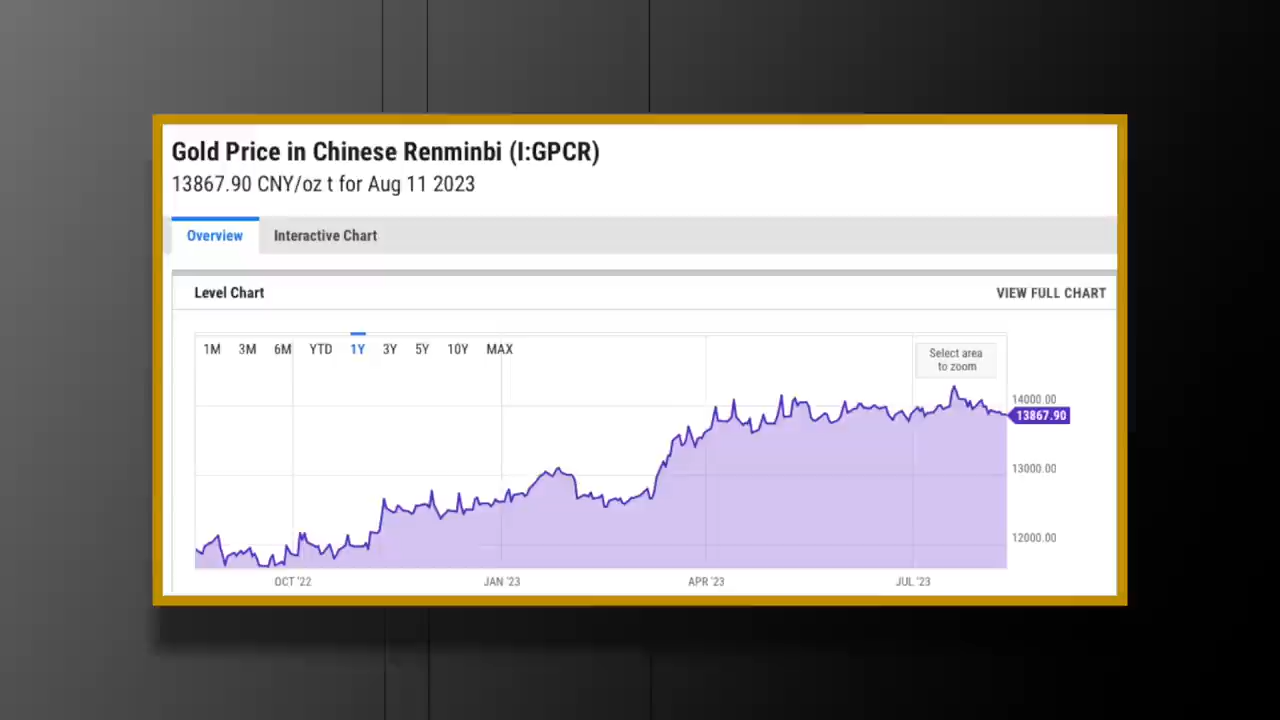 Gold Price in Chinese Renminbi (I:GPCR)
13867.90 CNY/oz t for Aug 11 2023
Overview Interactive Chart
Level Chart VIEW FULL CHART
1M 3M 6M YTD 1Y 3Y 5Y 10Y MAX
Select area
to zoom
14000.00
13867.90
13000.00
12000.00
OCT '22 JAN '23 APR '23 JUL '23